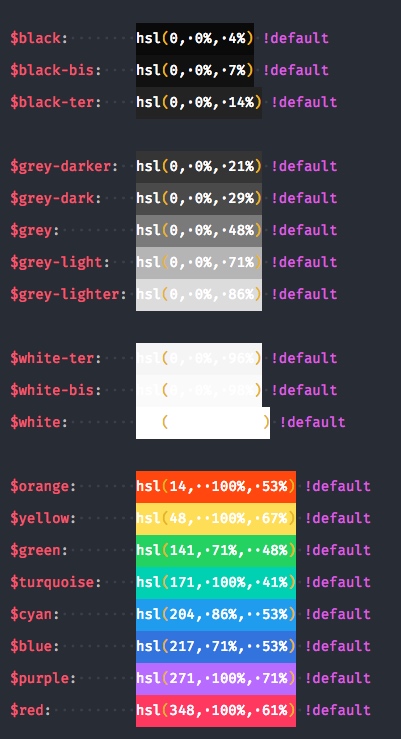 $black: hsl(0, 0%, 4%) !default
$black-bis: hsl(0, 0%, 7%) !default
$black-ter: hsl(0, 0%, 14%) !default
$grey-darker: hsl(0, 0%, 21%) !default
$grey-dark: hsl(0, 0%, 29%) !default
$grey: hsl(0, 0%, 48%) !default
$grey-light: hsl(0, 0%, 71%) !default
$grey-lighter: hsl(0, 0%, 86%) !default
$white-ter: hsl(0, 0%, 96%) !default
$white-bis: ( ) !default
$white: ( ) !default
$orange: hsl(14, 100%, 53%) !default
$yellow: hsl(48, 100%, 67%) !default
$green: hsl(141, 71%, 48%) !default
$turquoise: hsl(171, 100%, 41%) !default
$cyan: hsl(204, 86%, 53%) !default
$blue: hsl(217, 71%, 53%) !default
$purple: hsl(271, 100%, 71%) !default
$red: hsl(348, 100%, 61%) !default